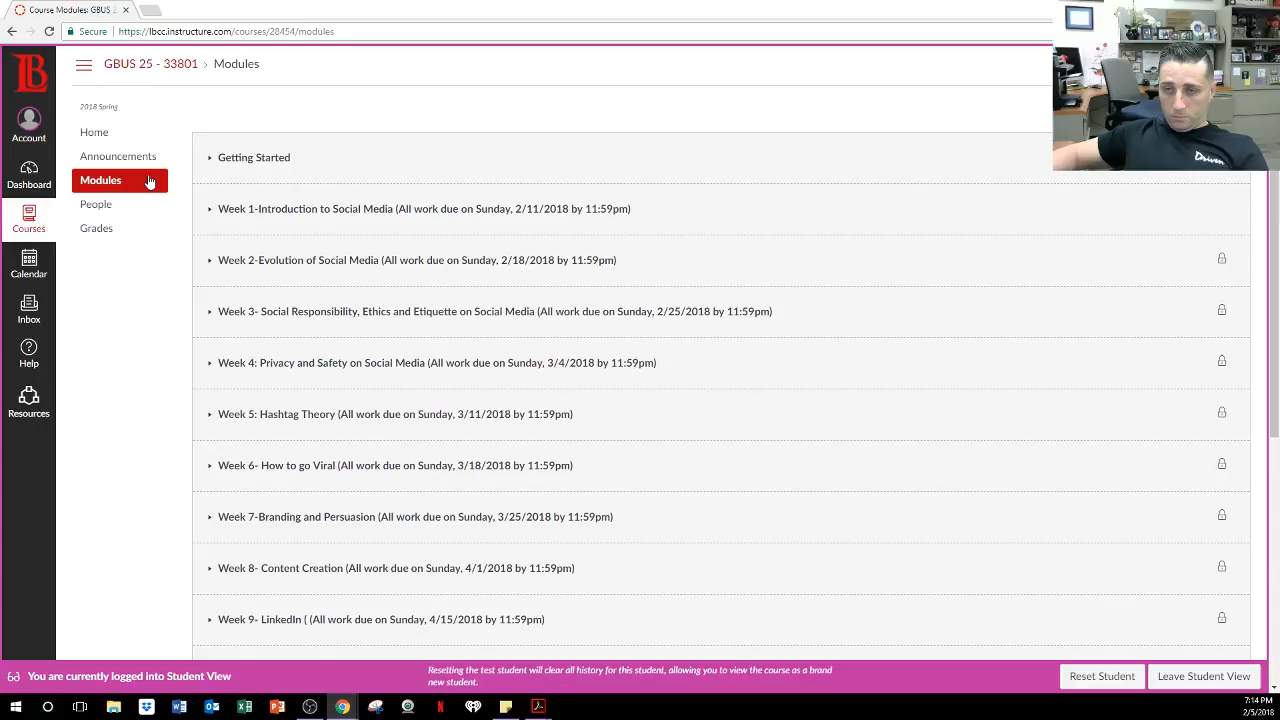 Course Modules: GBUS 25 -
Secure
https://lbcc.instructure.com/courses/28454/modules
LB
GBUS 25 - 33801 › Modules
2018 Spring
Home
Announcements
Modules
People
Grades
Account
Dashboard
Courses
Calendar
Inbox
Help
Resources
Getting Started
Week 1-Introduction to Social Media (All work due on Sunday, 2/11/2018 by 11:59pm)
Week 2-Evolution of Social Media (All work due on Sunday, 2/18/2018 by 11:59pm)
Week 3- Social Responsibility, Ethics and Etiquette on Social Media (All work due on Sunday, 2/25/2018 by 11:59pm)
Week 4: Privacy and Safety on Social Media (All work due on Sunday, 3/4/2018 by 11:59pm)
Week 5: Hashtag Theory (All work due on Sunday, 3/11/2018 by 11:59pm)
Week 6- How to go Viral (All work due on Sunday, 3/18/2018 by 11:59pm)
Week 7-Branding and Persuasion (All work due on Sunday, 3/25/2018 by 11:59pm)
Week 8- Content Creation (All work due on Sunday, 4/1/2018 by 11:59pm)
Week 9- LinkedIn ( (All work due on Sunday, 4/15/2018 by 11:59pm)
Driven
You are currently logged into Student View
Resetting the test student will clear all history for this student, allowing you to view the course as a brand
new student.
Reset Student
Leave Student View
7:14 PM
2/5/2018